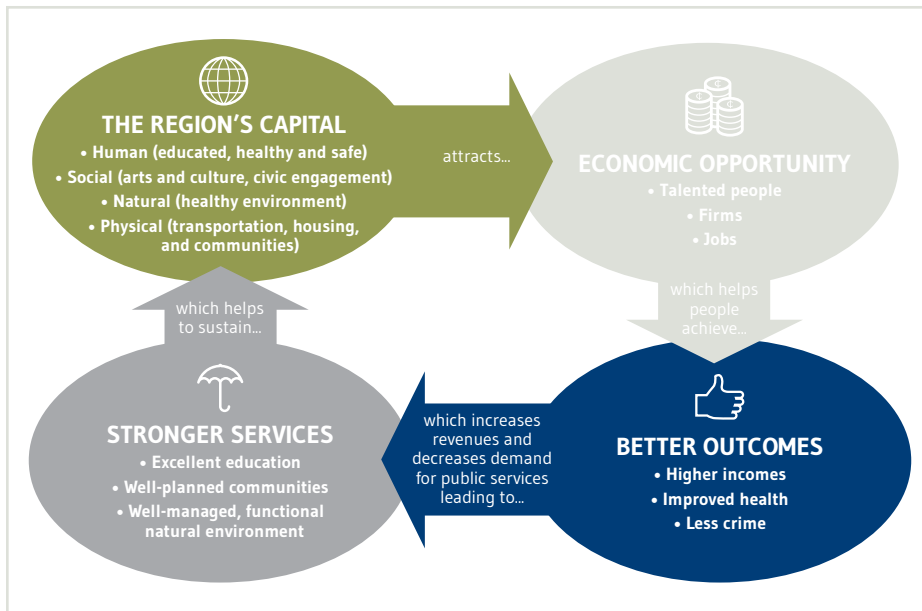 THE REGION'S CAPITAL
• Human (educated, healthy and safe)
• Social (arts and culture, civic engagement)
• Natural (healthy environment)
• Physical (transportation, housing,
and communities)
attracts...
ECONOMIC OPPORTUNITY
• Talented people
• Firms
• Jobs
which helps
people
achieve...
BETTER OUTCOMES
• Higher incomes
• Improved health
• Less crime
which increases
revenues and
decreases demand
for public services
leading to...
STRONGER SERVICES
• Excellent education
• Well-planned communities
• Well-managed, functional
natural environment
which helps
to sustain...